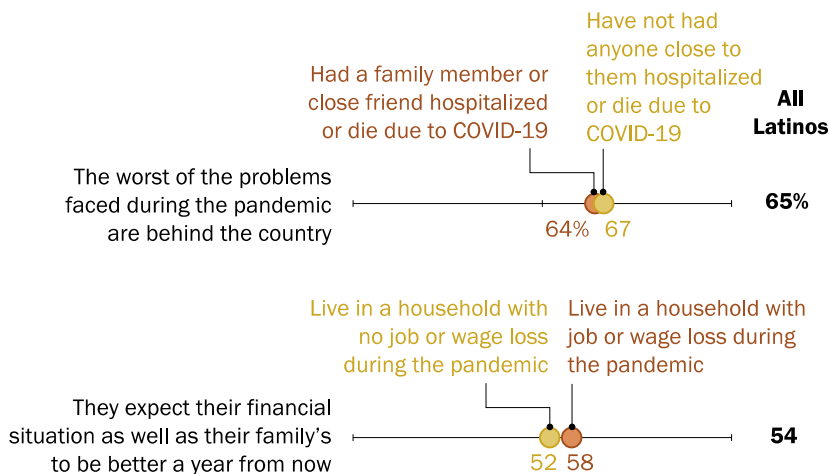 Have not had
anyone close to
them hospitalized
or die due to
COVID-19
Had a family member or
close friend hospitalized
or die due to COVID-19
All
Latinos
The worst of the problems
faced during the pandemic
are behind the country
64% 67
65%
Live in a household with
no job or wage loss
during the pandemic
Live in a household with
job or wage loss during
the pandemic
They expect their financial
situation as well as their family's
to be better a year from now
52 58
54